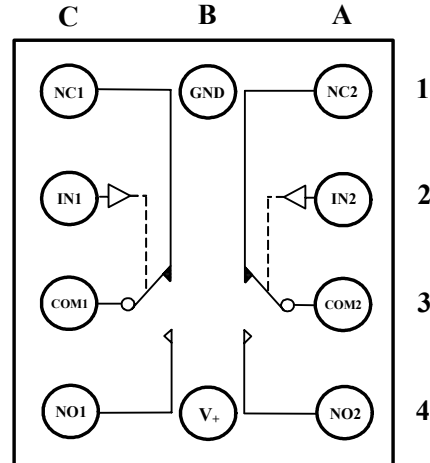 C B A
NC1 GND NC2 1
IN1 IN2 2
COM1 COM2 3
NO1 V+ NO2 4